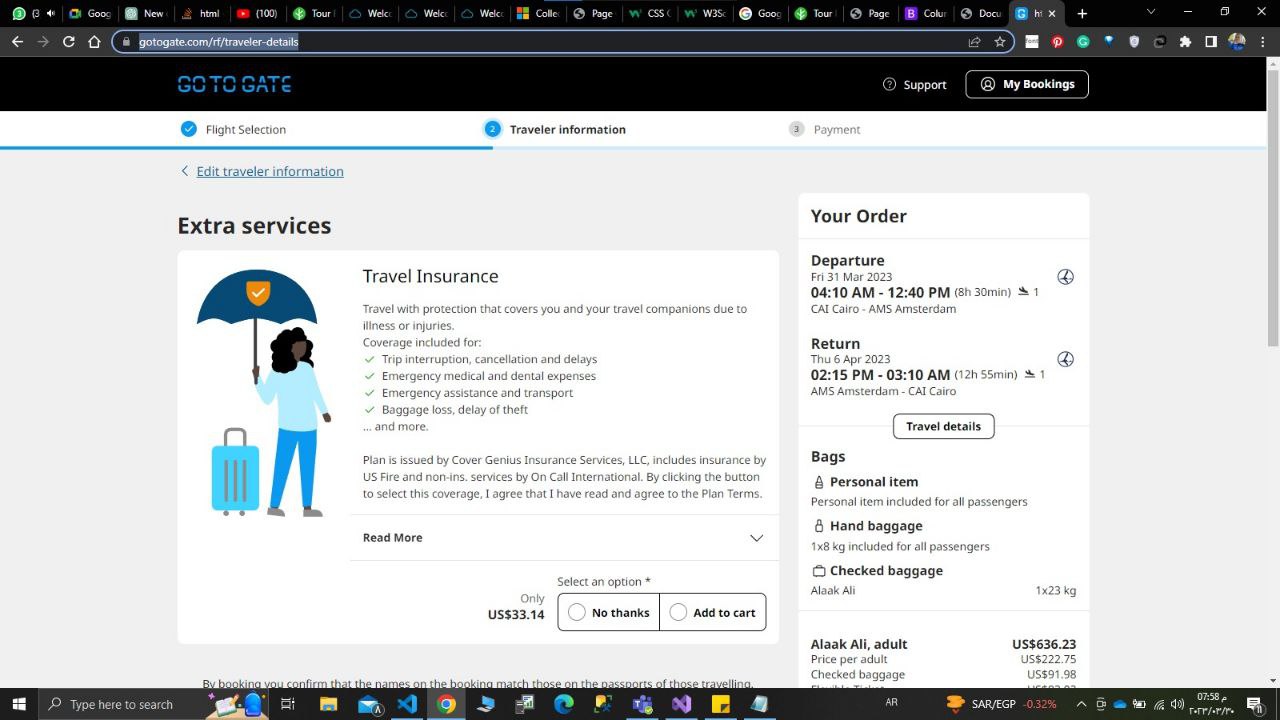 (3
Goog
New
html
(100)
Tour
Welco
Welco
Welco
Collec
Page
CSS
W3Sc
Goog
Tour
Page
Colur
Docu
ht
gotogate.com/rf/traveler-details
GO TO GATE
Support
My Bookings
Flight Selection
2 Traveler information
3 Payment
Edit traveler information
Extra services
Travel Insurance
Travel with protection that covers you and your travel companions due to
illness or injuries.
Coverage included for:
Trip interruption, cancellation and delays
Emergency medical and dental expenses
Emergency assistance and transport
Baggage loss, delay of theft
... and more.
Plan is issued by Cover Genius Insurance Services, LLC, includes insurance by
US Fire and non-ins. services by On Call International. By clicking the button
to select this coverage, I agree that I have read and agree to the Plan Terms.
Read More
Select an option *
Only
US$33.14
No thanks
Add to cart
By booking you confirm that the names on the booking match those on the passports of those travelling.
Your Order
Departure
Fri 31 Mar 2023
04:10 AM - 12:40 PM (8h 30min) 1
CAI Cairo - AMS Amsterdam
Return
Thu 6 Apr 2023
02:15 PM - 03:10 AM (12h 55min) 1
AMS Amsterdam - CAI Cairo
Travel details
Bags
Personal item
Personal item included for all passengers
Hand baggage
1x8 kg included for all passengers
Checked baggage
Alaak Ali 1x23 kg
Alaak Ali, adult US$636.23
Price per adult US$222.75
Checked baggage US$91.98
Type here to search
AR
SAR/EGP -0.32%
07:58 م
٢٠٢٣/٠٣/٢٠